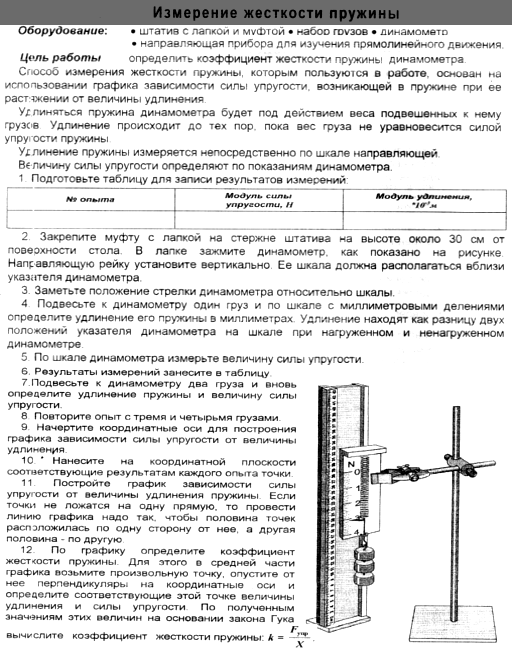 Измерение жесткости пружины
Оборудование: • штатив с лапкой и муфтой • набор грузов • динамометр
• направляющая прибора для изучения прямолинейного движения.
Цель работы определить коэффициент жесткости пружины динамометра.
Способ измерения жесткости пружины, которым пользуются в работе, основан на
использовании графика зависимости силы упругости, возникающей в пружине при ее
растяжении от величины удлинения.
Удлиняться пружина динамометра будет под действием веса подвешенных к нему
грузов. Удлинение происходит до тех пор, пока вес груза не уравновесится силой
упругости пружины.
Удлинение пружины измеряется непосредственно по шкале направляющей.
Величину силы упругости определяют по показаниям динамометра.
1. Подготовьте таблицу для записи результатов измерений:
№ опыта Модуль силы упругости, Н Модуль удлинения, *10⁻³м
2. Закрепите муфту с лапкой на стержне штатива на высоте около 30 см от
поверхности стола. В лапке зажмите динамометр, как показано на рисунке.
Направляющую рейку установите вертикально. Ее шкала должна располагаться вблизи
указателя динамометра.
3. Заметьте положение стрелки динамометра относительно шкалы.
4. Подвесьте к динамометру один груз и по шкале с миллиметровыми делениями
определите удлинение его пружины в миллиметрах. Удлинение находят как разницу двух
положений указателя динамометра на шкале при нагруженном и ненагруженном
динамометре.
5. По шкале динамометра измерьте величину силы упругости.
6. Результаты измерений занесите в таблицу.
7.Подвесьте к динамометру два груза и вновь
определите удлинение пружины и величину силы
упругости.
8. Повторите опыт с тремя и четырьмя грузами.
9. Начертите координатные оси для построения
графика зависимости силы упругости от величины
удлинения.
10. Нанесите на координатной плоскости
соответствующие результатам каждого опыта точки.
11. Постройте график зависимости силы
упругости от величины удлинения пружины. Если
точки не ложатся на одну прямую, то провести
линию графика надо так, чтобы половина точек
расположилась по одну сторону от нее, а другая
половина - по другую.
12. По графику определите коэффициент
жесткости пружины. Для этого в средней части
графика возьмите произвольную точку, опустите от
нее перпендикуляры на координатные оси и
определите соответствующие этой точке величины
удлинения и силы упругости. По полученным
значениям этих величин на основании закона Гука
вычислите коэффициент жесткости пружины: k = Fупр / X.
N
0
1
2
4